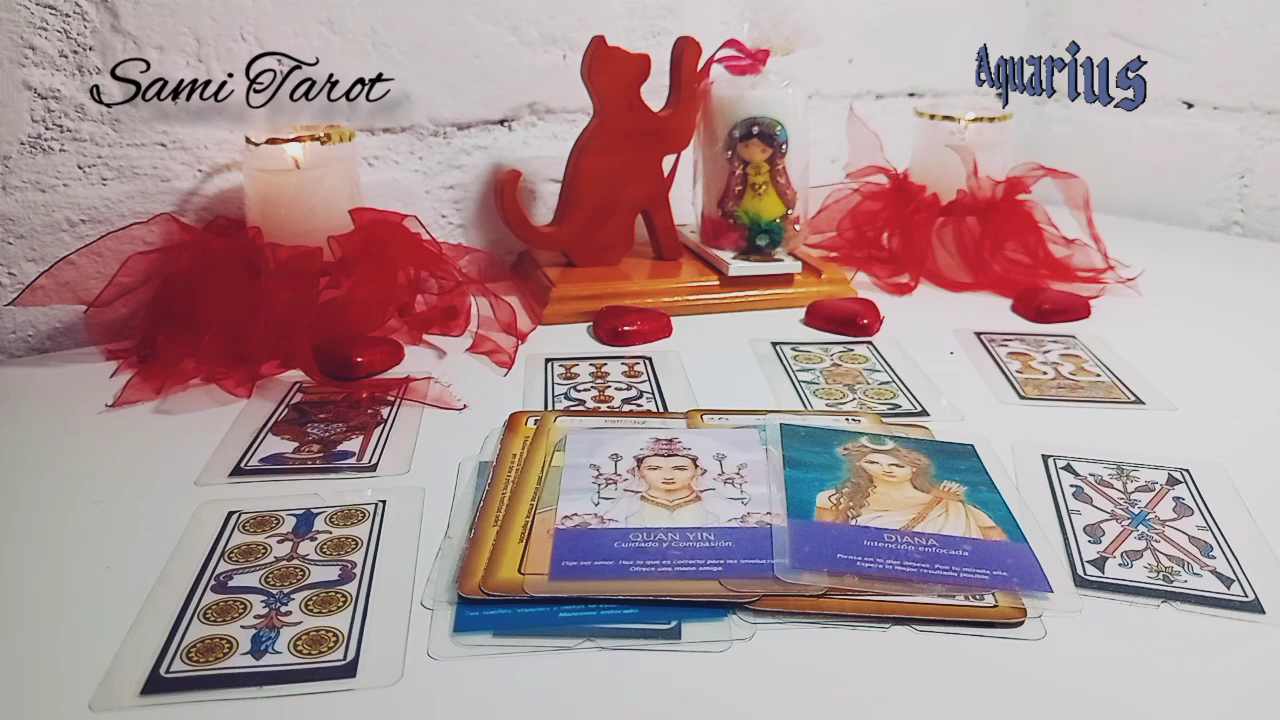 Sami Tarot
Aquarius
QUAN YIN
Cuidado y Compasión.
Elige ser amor. Haz lo que es correcto para los
Ofrece una mano amiga.
DIANA
Intención enfocada
Piensa en lo que deseas. Pon tu mirada alta.
Espera el mejor resultado posible.
Mantente enfocado.